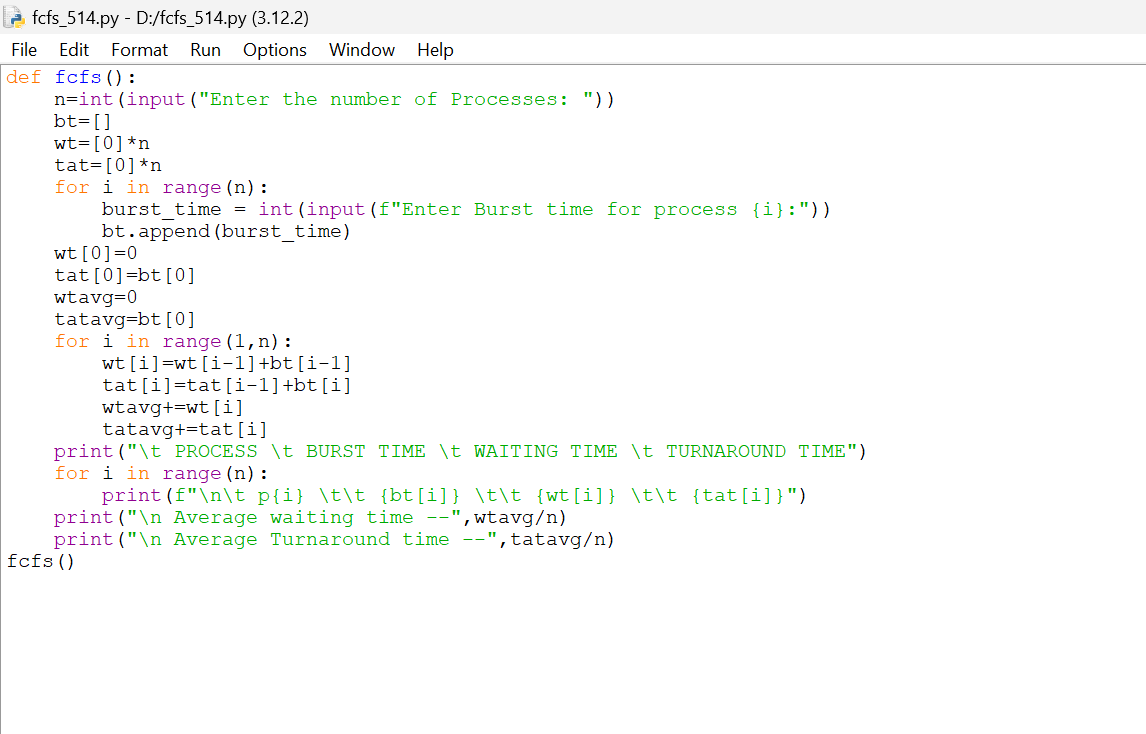 fcfs_514.py - D:/fcfs_514.py (3.12.2)
File Edit Format Run Options Window Help
def fcfs():
    n=int(input("Enter the number of Processes: "))
    bt=[]
    wt=[0]*n
    tat=[0]*n
    for i in range(n):
        burst_time = int(input(f"Enter Burst time for process {i}:"))
        bt.append(burst_time)
    wt[0]=0
    tat[0]=bt[0]
    wtavg=0
    tatavg=bt[0]
    for i in range(1,n):
        wt[i]=wt[i-1]+bt[i-1]
        tat[i]=tat[i-1]+bt[i]
        wtavg+=wt[i]
        tatavg+=tat[i]
    print("\t PROCESS \t BURST TIME \t WAITING TIME \t TURNAROUND TIME")
    for i in range(n):
        print(f"\n\t p{i} \t\t {bt[i]} \t\t {wt[i]} \t\t {tat[i]}")
    print("\n Average waiting time --",wtavg/n)
    print("\n Average Turnaround time --",tatavg/n)
fcfs()